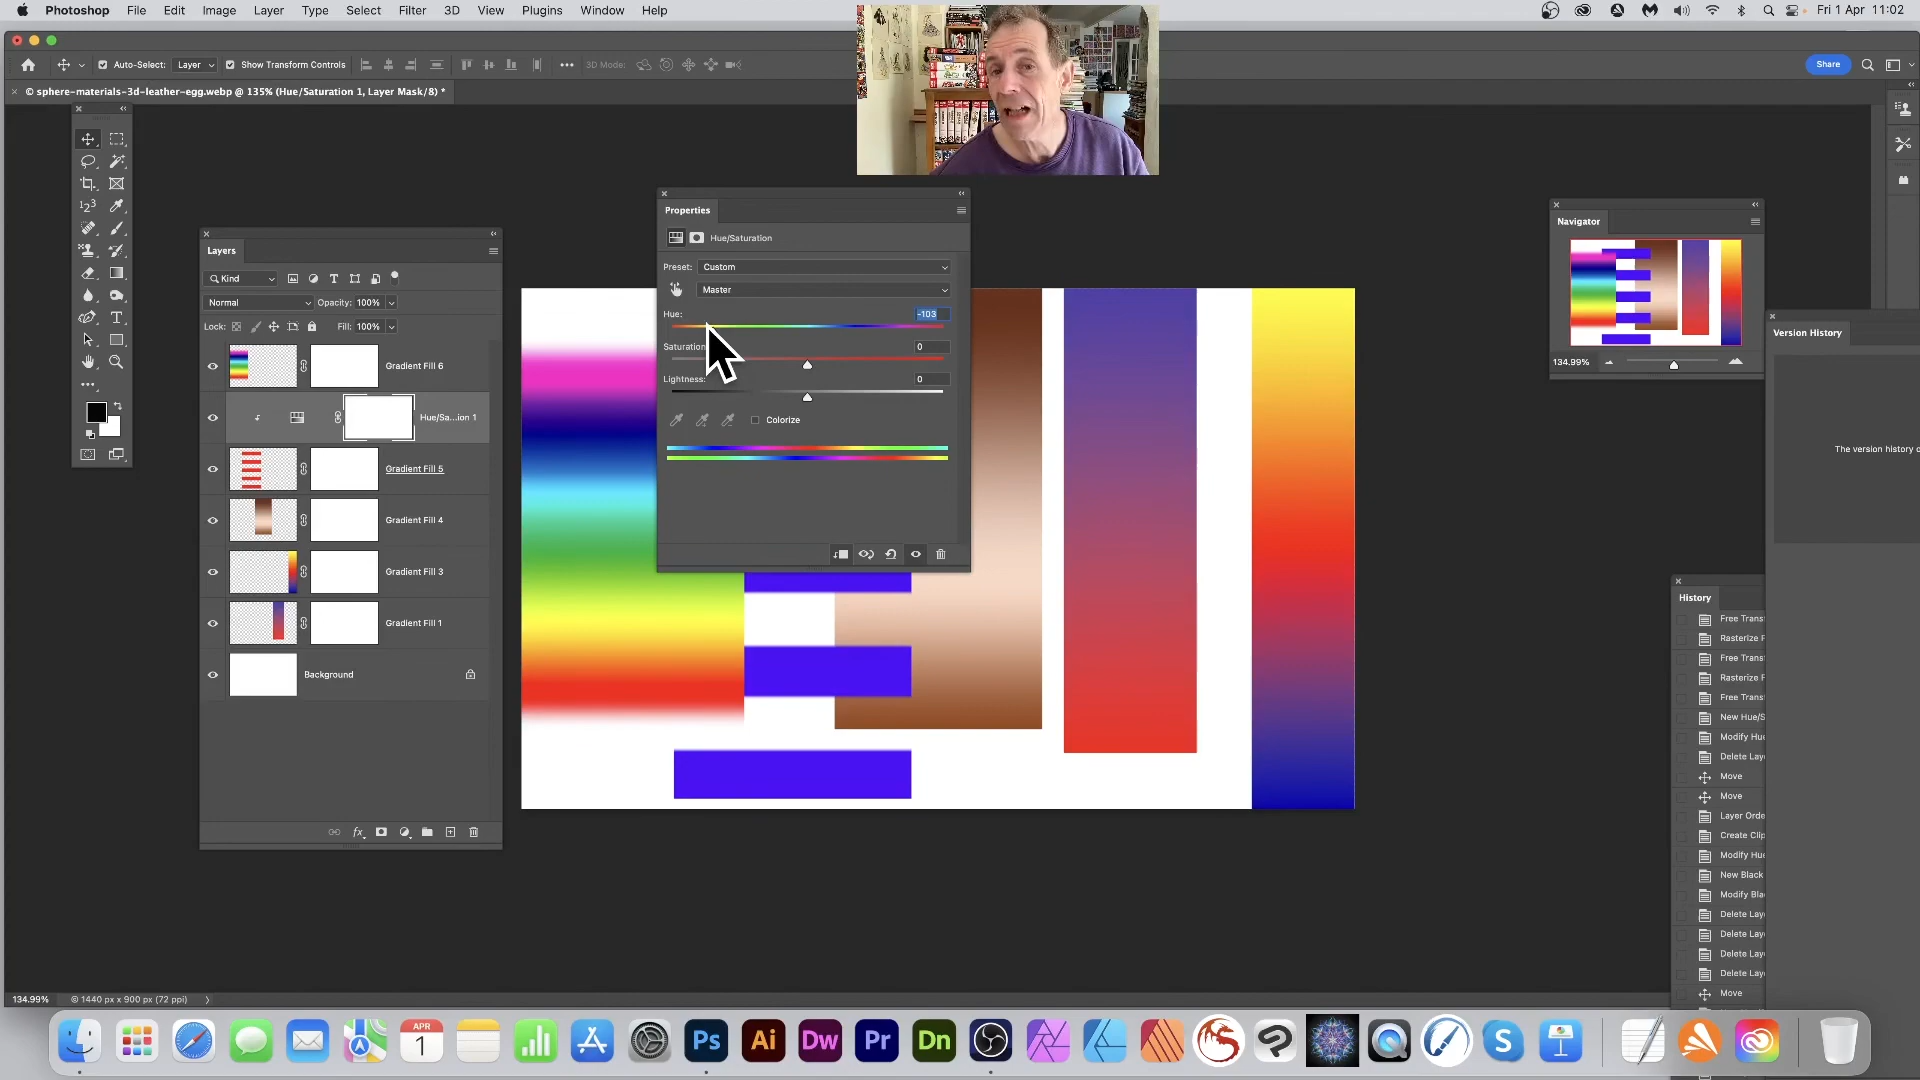 Photoshop File Edit Image Layer Type Select Filter 3D View Plugins Window Help
Fri 1 Apr 11:02
Auto-Select: Layer Show Transform Controls
3D Mode:
Share
© sphere-materials-3d-leather-egg.webp @ 135% (Hue/Saturation 1, Layer Mask/8) *
Layers
Kind
Normal Opacity: 100%
Lock: Fill: 100%
Gradient Fill 6
Hue/Sa...ion 1
Gradient Fill 5
Gradient Fill 4
Gradient Fill 3
Gradient Fill 1
Background
Properties
Hue/Saturation
Preset: Custom
Master
Hue: -103
Saturation 0
Lightness: 0
Colorize
Navigator
134.99%
Version History
The version history o
History
Free Trans
Rasterize F
Free Trans
Rasterize F
Free Trans
New Hue/S
Modify Hue
Delete Lay
Move
Move
Layer Orde
Create Clip
Modify Hue
New Black
Modify Bla
Delete Lay
Delete Lay
Delete Lay
Delete Lay
Move
134.99% © 1440 px x 900 px (72 ppi)
APR
1
Ps Ai Dw Pr Dn